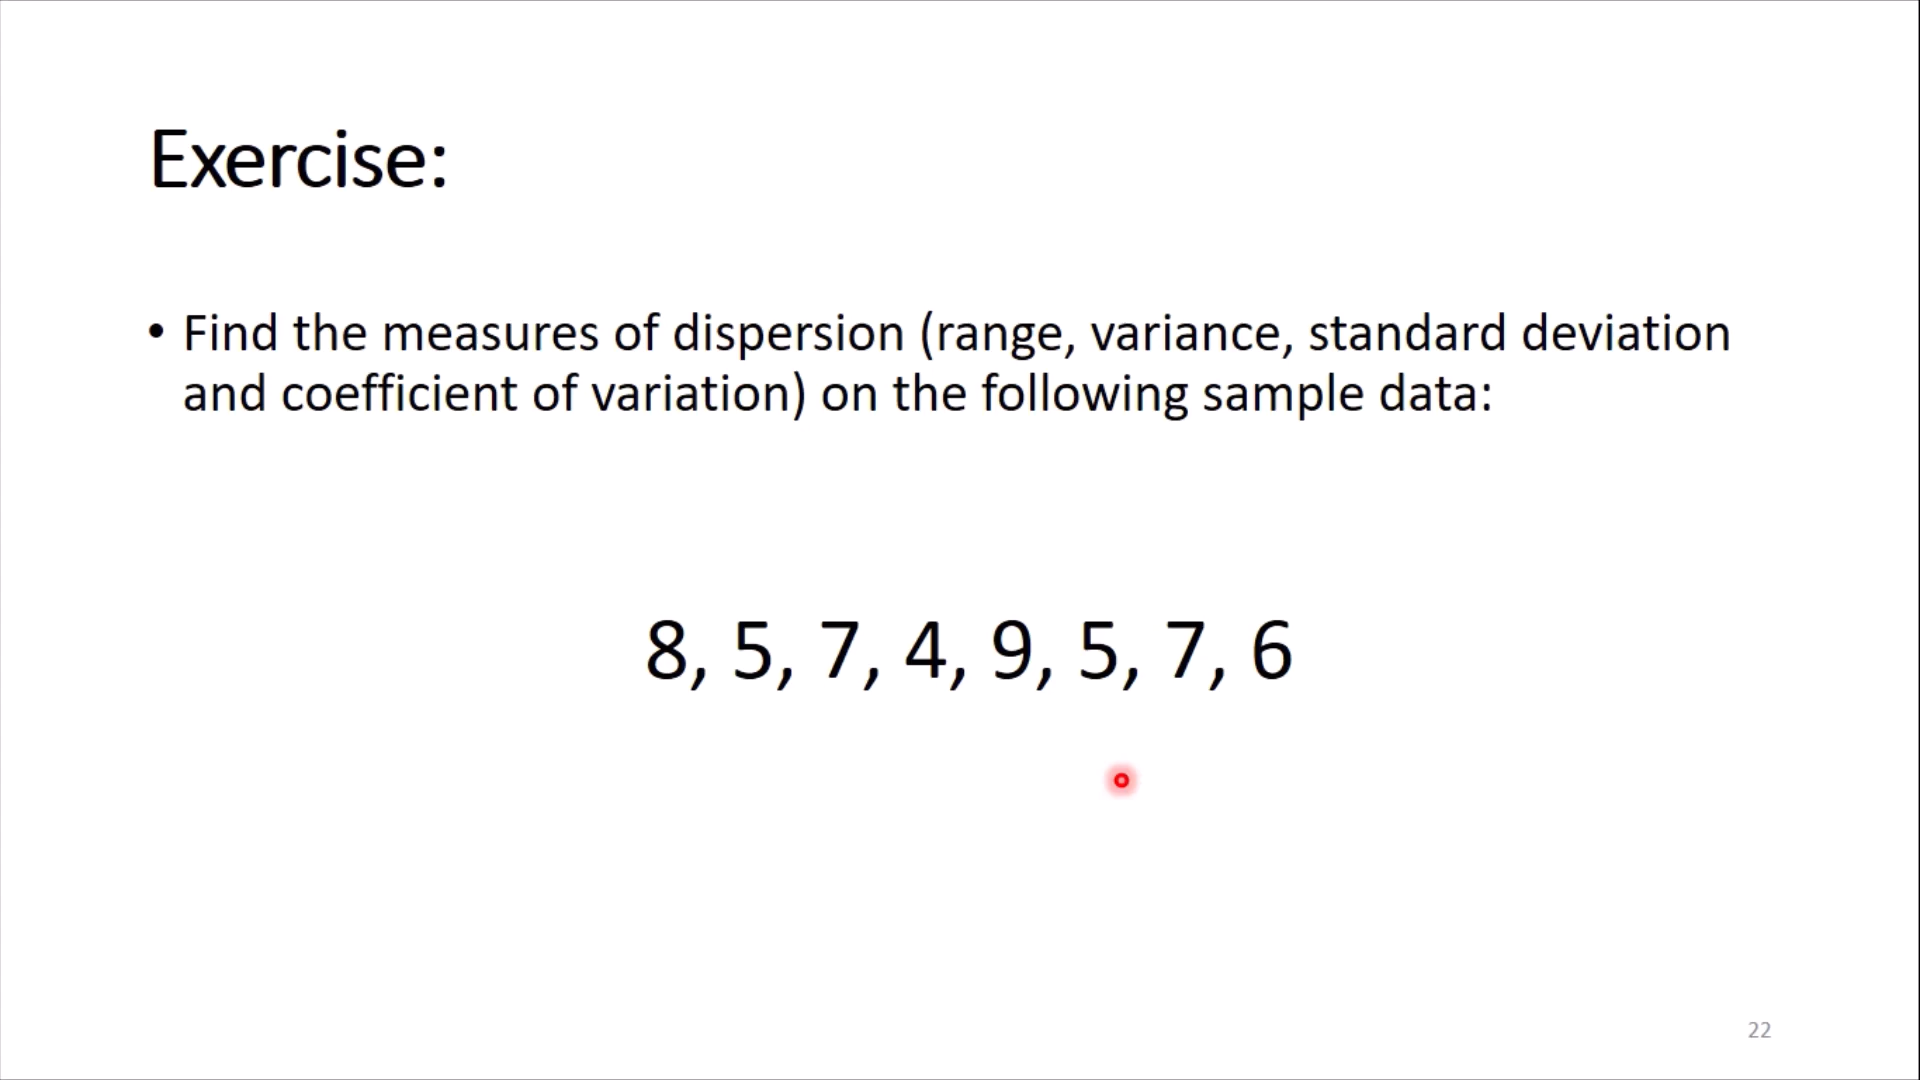 Exercise:
• Find the measures of dispersion (range, variance, standard deviation
and coefficient of variation) on the following sample data:
8, 5, 7, 4, 9, 5, 7, 6
22